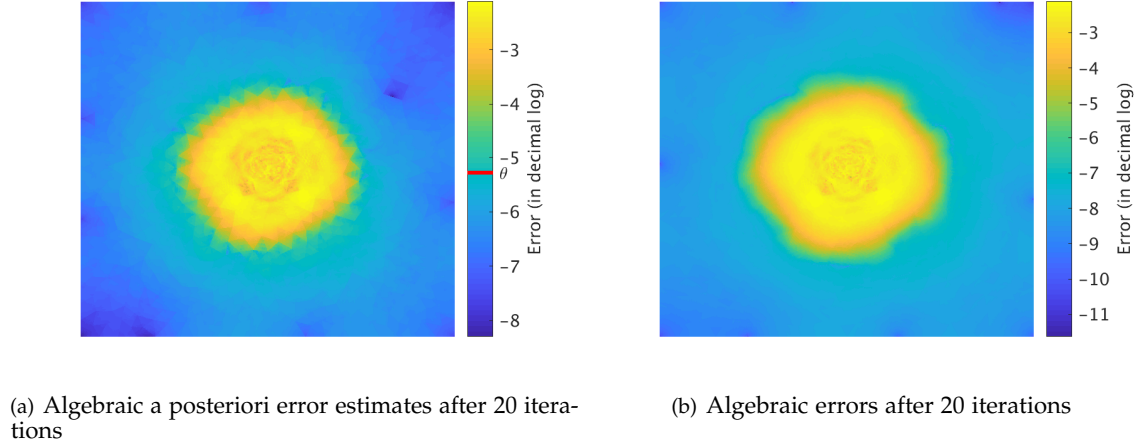 −3
−4
−5
θ
−6
−7
−8
Error (in decimal log)
−3
−4
−5
−6
−7
−8
−9
−10
−11
Error (in decimal log)
(a) Algebraic a posteriori error estimates after 20 itera-
tions
(b) Algebraic errors after 20 iterations